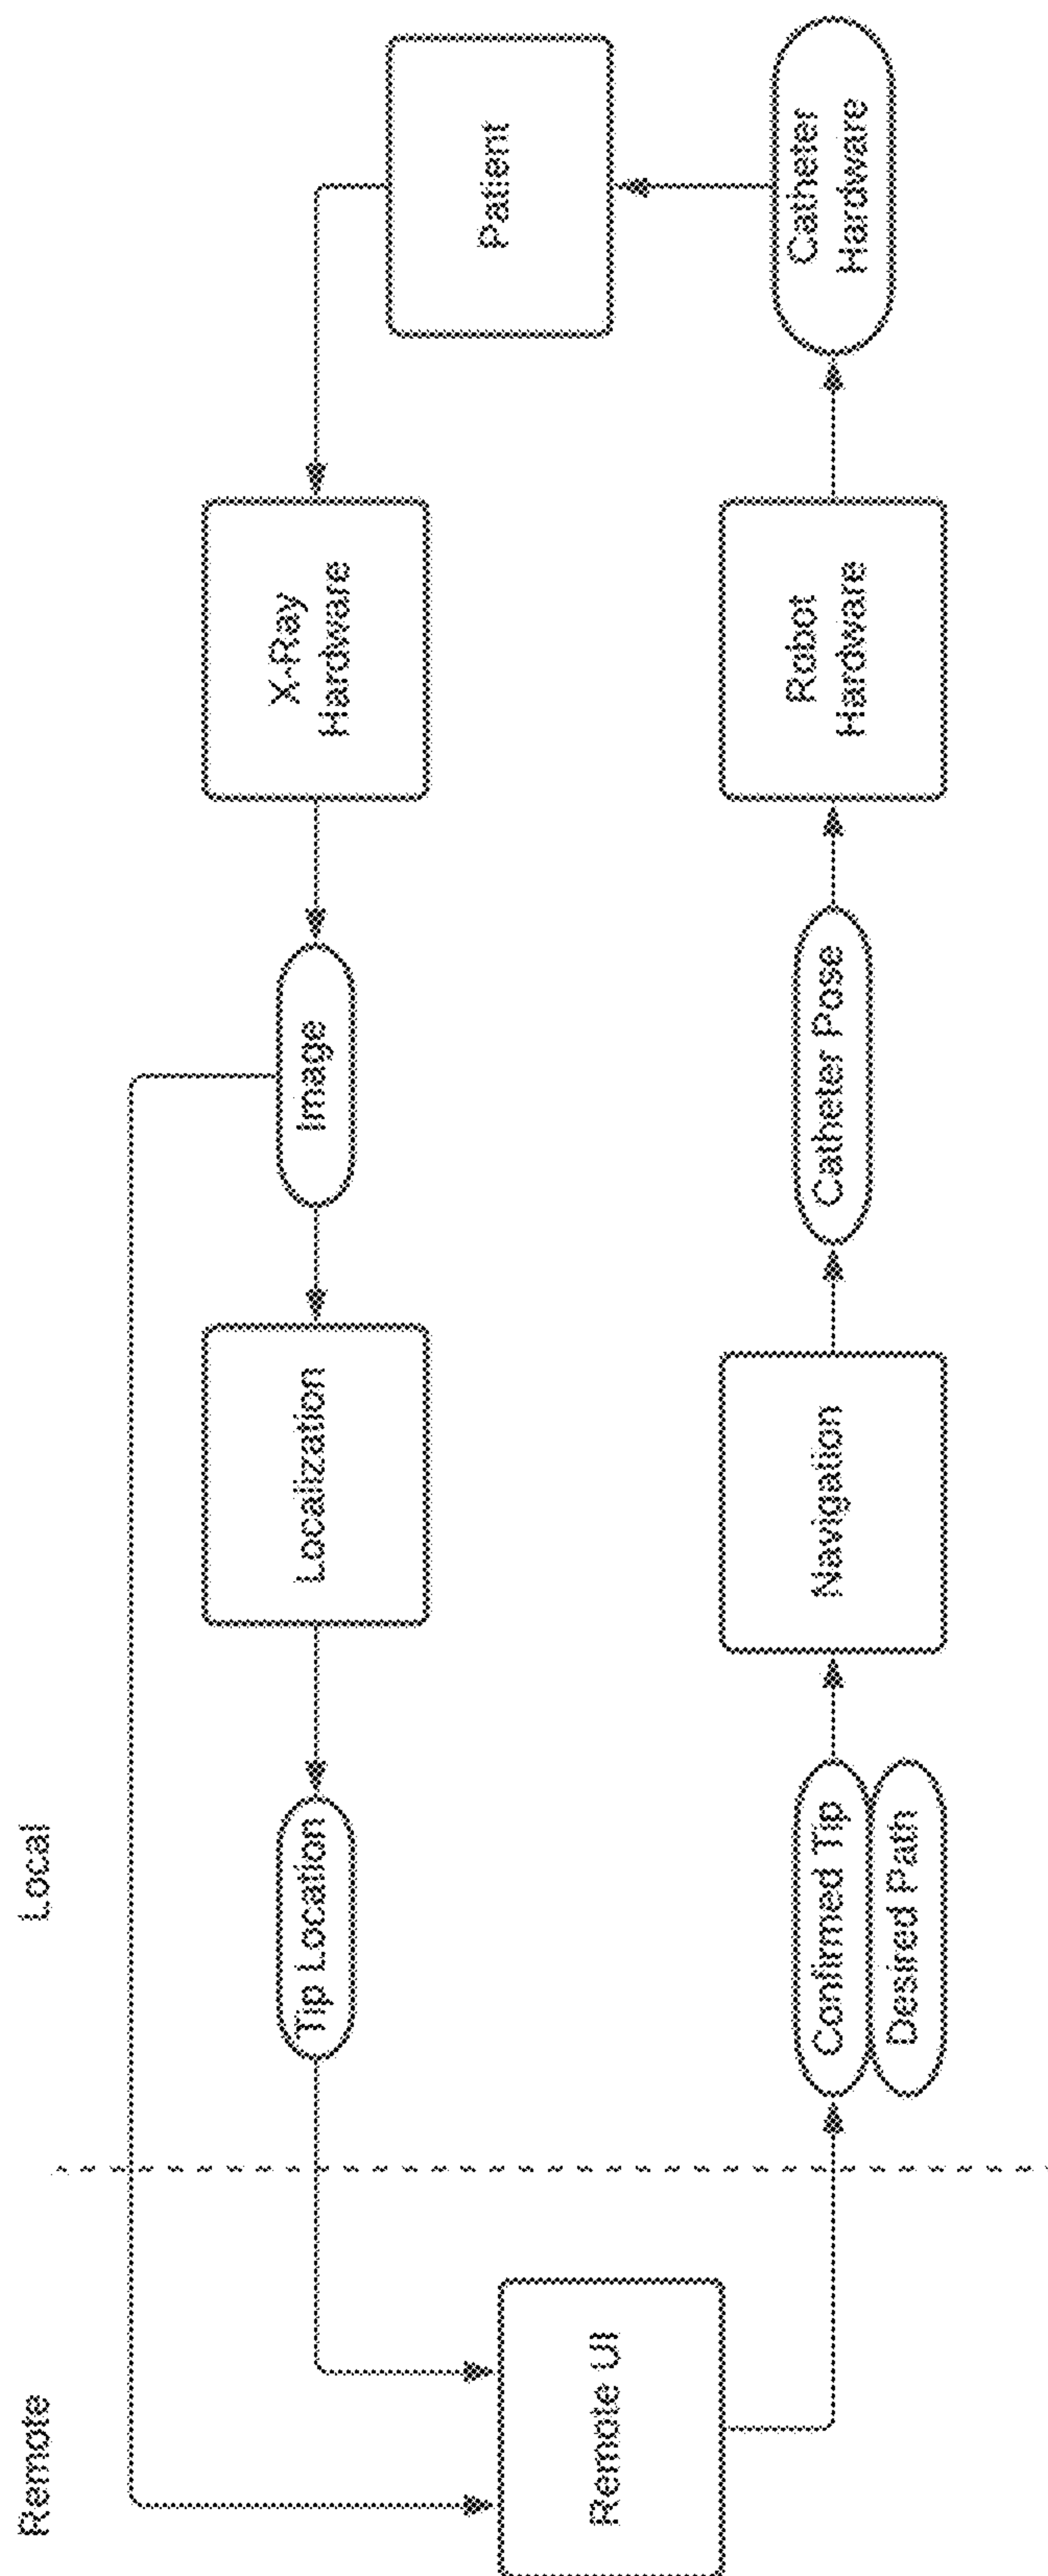 Remote
Local
Remote UI
Tip Location
Localization
Image
X-Ray
Hardware
Patient
Confirmed Tip
Desired Path
Navigation
Catheter Pose
Robot
Hardware
Catheter
Hardware